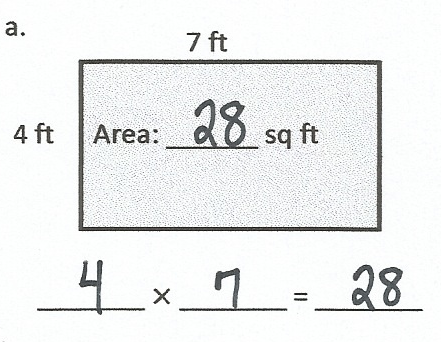 a.
7 ft
4 ft Area: 28 sq ft
4 × 7 = 28